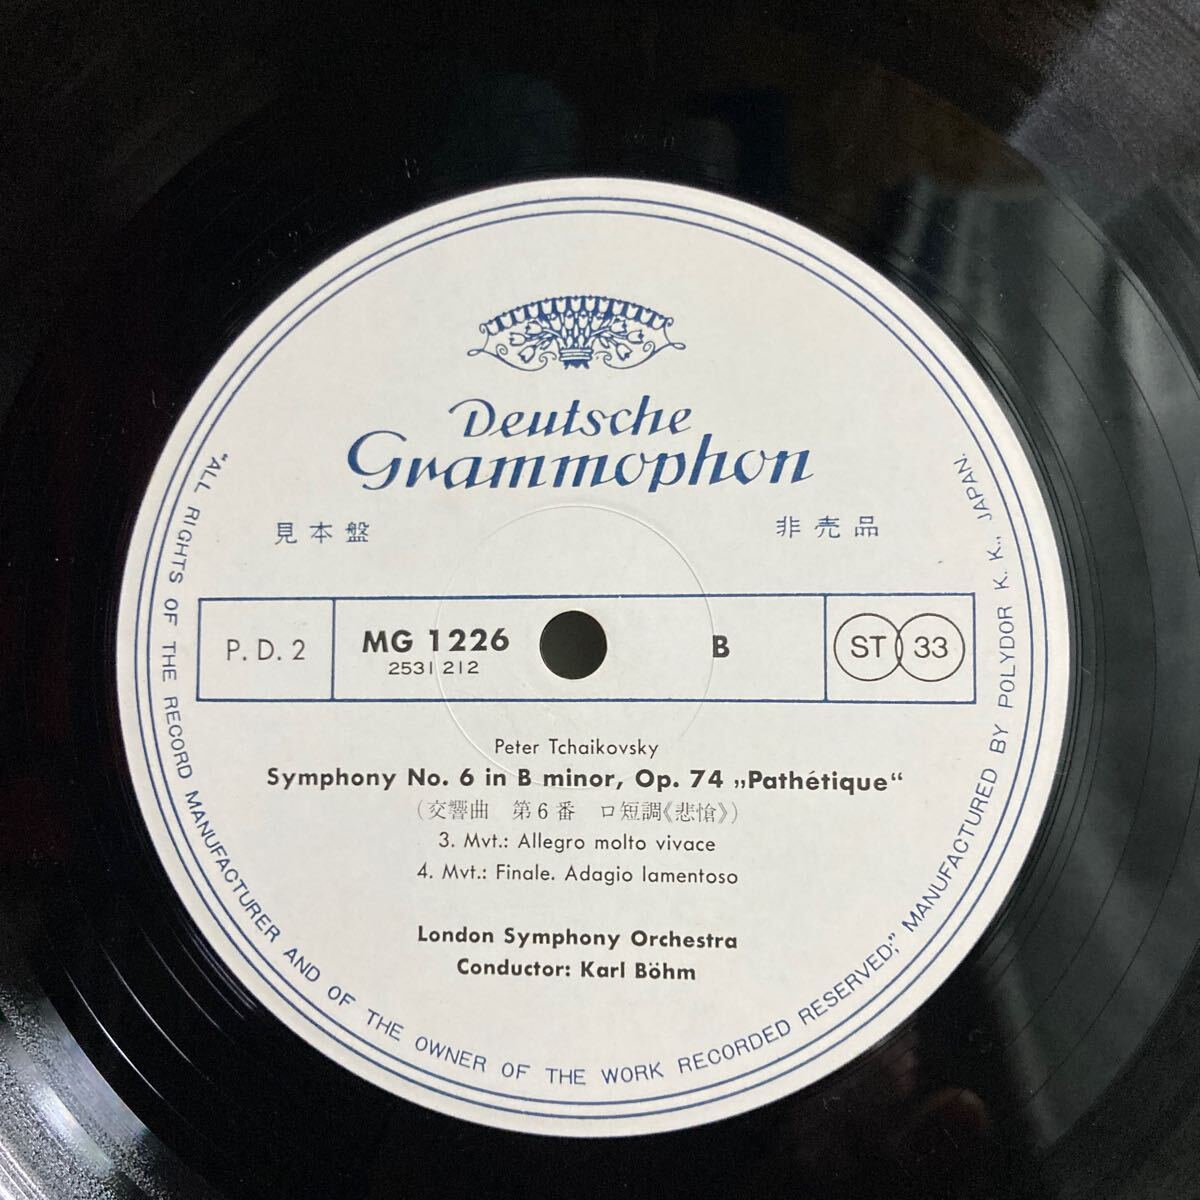 Deutsche
Grammophon
見本盤
非売品
P. D. 2
MG 1226
2531 212
B
ST 33
Peter Tchaikovsky
Symphony No. 6 in B minor, Op. 74 „Pathétique“
(交響曲 第6番 ロ短調《悲愴》)
3. Mvt.: Allegro molto vivace
4. Mvt.: Finale. Adagio lamentoso
London Symphony Orchestra
Conductor: Karl Böhm
"ALL RIGHTS OF THE RECORD MANUFACTURER AND OF THE OWNER OF THE WORK RECORDED RESERVED;" MANUFACTURED BY POLYDOR K. K., JAPAN.